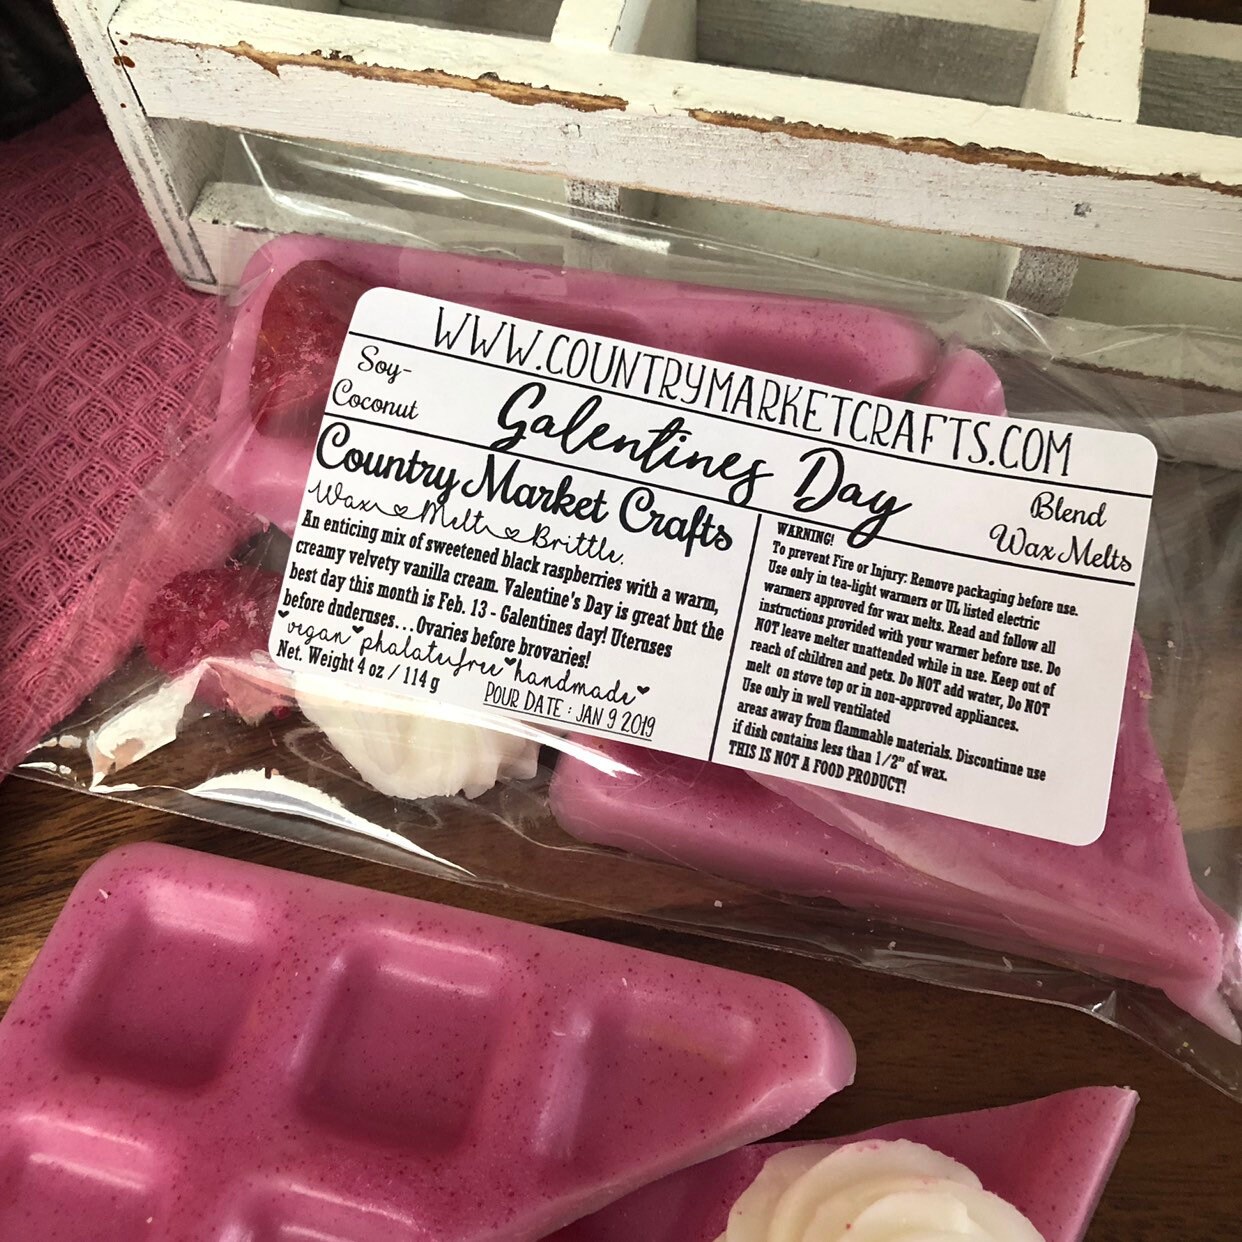 WWW.COUNTRYMARKETCRAFTS.COM
Soy-
Coconut
Galentines Day
Blend
Wax Melts
Country Market Crafts
Wax Melt Brittle.
An enticing mix of sweetened black raspberries with a warm,
creamy velvety vanilla cream. Valentine's Day is great but the
best day this month is Feb. 13 - Galentines day! Uteruses
before duderuses... Ovaries before brovaries!
vegan phalatefree handmade
Net. Weight 4 oz / 114 g
POUR DATE : JAN 9 2019
WARNING!
To prevent Fire or Injury: Remove packaging before use.
Use only in tea-light warmers or UL listed electric
warmers approved for wax melts. Read and follow all
instructions provided with your warmer before use. Do
NOT leave melter unattended while in use. Keep out of
reach of children and pets. Do NOT add water, Do NOT
melt on stove top or in non-approved appliances.
Use only in well ventilated
areas away from flammable materials. Discontinue use
if dish contains less than 1/2" of wax.
THIS IS NOT A FOOD PRODUCT!